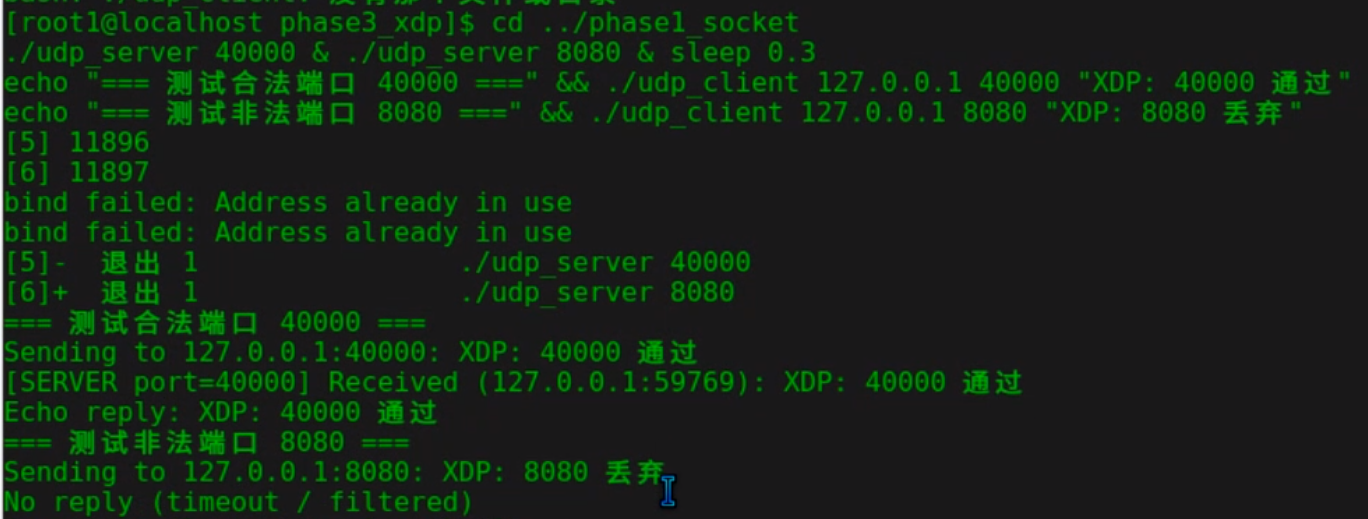 [root1@localhost phase3_xdp]$ cd ../phase1_socket
./udp_server 40000 & ./udp_server 8080 & sleep 0.3
echo "=== 测试合法端口 40000 ===" && ./udp_client 127.0.0.1 40000 "XDP: 40000 通过"
echo "=== 测试非法端口 8080 ===" && ./udp_client 127.0.0.1 8080 "XDP: 8080 丢弃"
[5] 11896
[6] 11897
bind failed: Address already in use
bind failed: Address already in use
[5]-  退出 1                ./udp_server 40000
[6]+  退出 1                ./udp_server 8080
=== 测试合法端口 40000 ===
Sending to 127.0.0.1:40000: XDP: 40000 通过
[SERVER port=40000] Received (127.0.0.1:59769): XDP: 40000 通过
Echo reply: XDP: 40000 通过
=== 测试非法端口 8080 ===
Sending to 127.0.0.1:8080: XDP: 8080 丢弃
No reply (timeout / filtered)